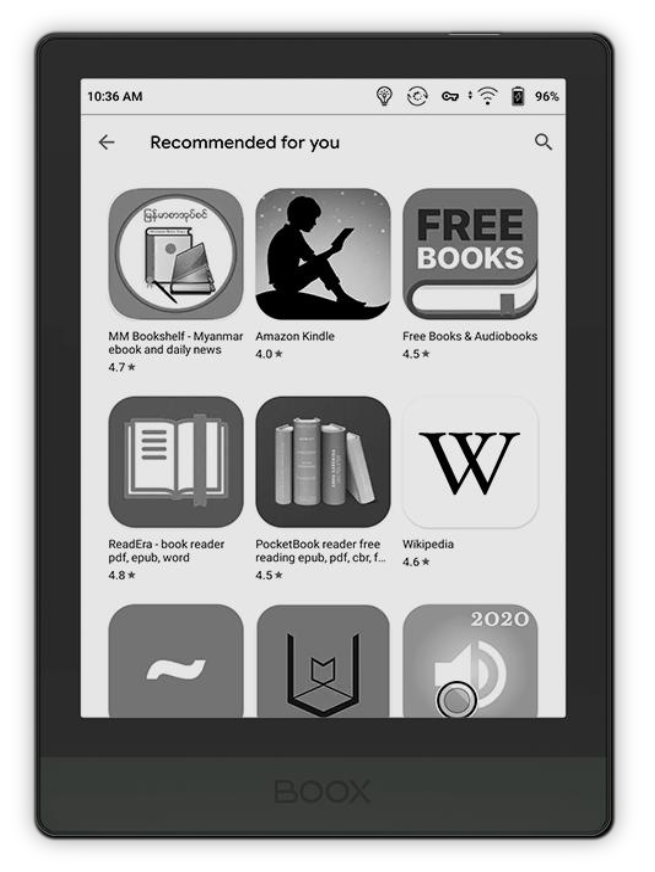 10:36 AM
96%
Recommended for you
မြန်မာစာအုပ်စင်
FREE
BOOKS
MM Bookshelf - Myanmar
ebook and daily news
4.7★
Amazon Kindle
4.0★
Free Books & Audiobooks
4.5★
W
ReadEra - book reader
pdf, epub, word
4.8★
PocketBook reader free
reading epub, pdf, cbr, f...
4.5★
Wikipedia
4.6★
2020
BOOX